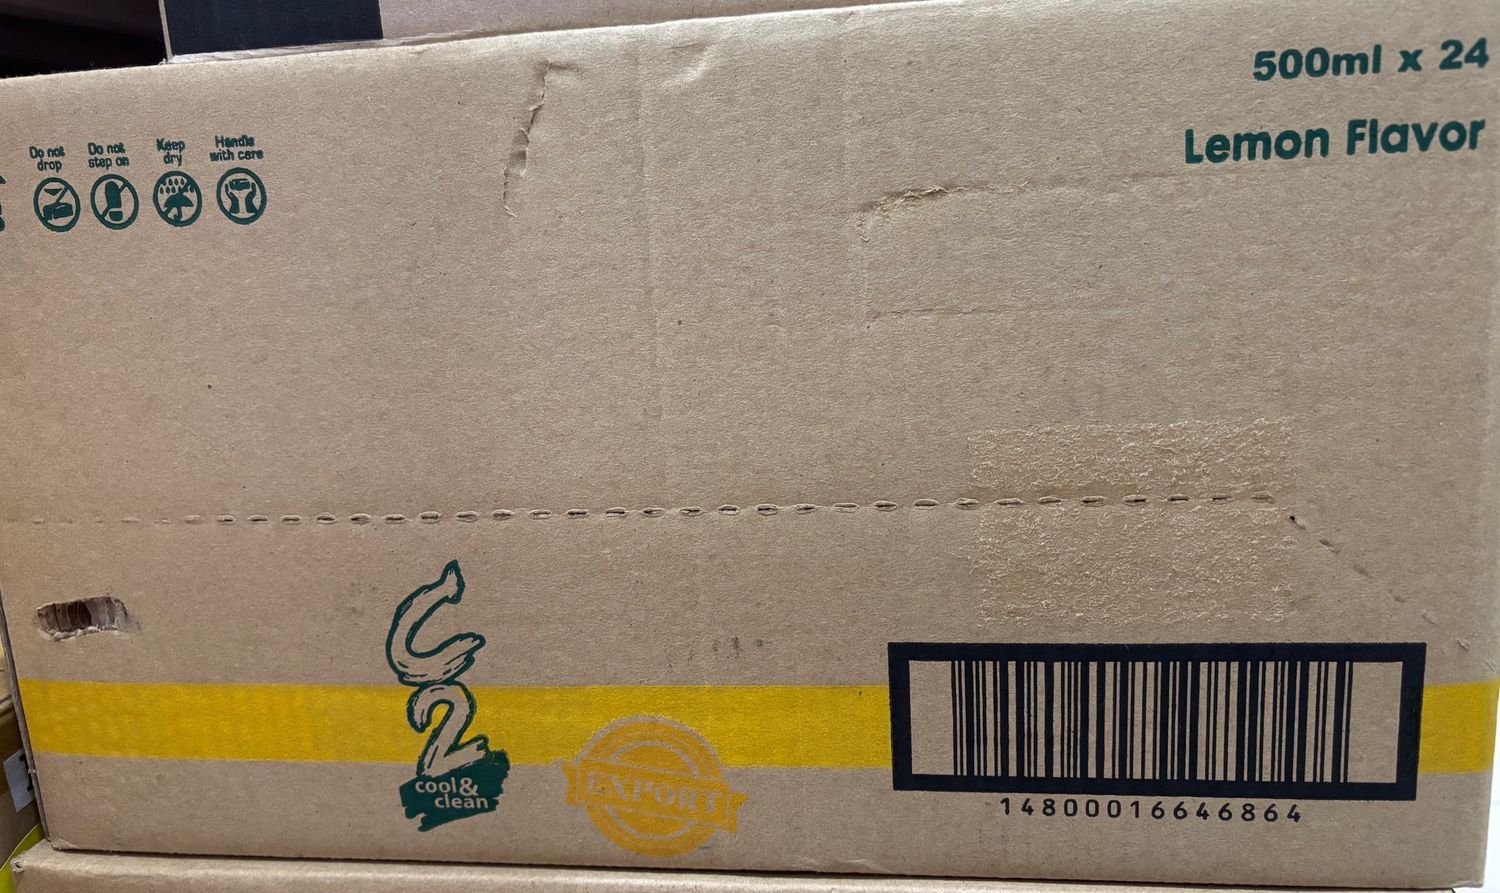 500ml x 24
Lemon Flavor
Do not drop
Do not step on
Keep dry
Handle with care
C2
cool&
clean
EXPORT
14800016646864